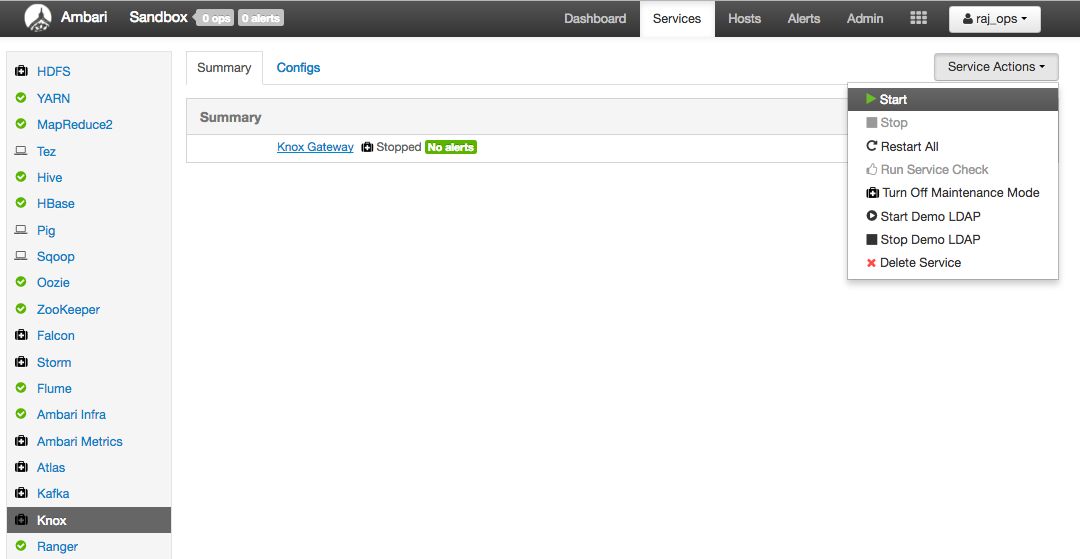 Ambari Sandbox 0 ops 0 alerts Dashboard Services Hosts Alerts Admin raj_ops
HDFS
YARN
MapReduce2
Tez
Hive
HBase
Pig
Sqoop
Oozie
ZooKeeper
Falcon
Storm
Flume
Ambari Infra
Ambari Metrics
Atlas
Kafka
Knox
Ranger
Summary Configs
Service Actions
Summary
Knox Gateway Stopped No alerts
Start
Stop
Restart All
Run Service Check
Turn Off Maintenance Mode
Start Demo LDAP
Stop Demo LDAP
Delete Service